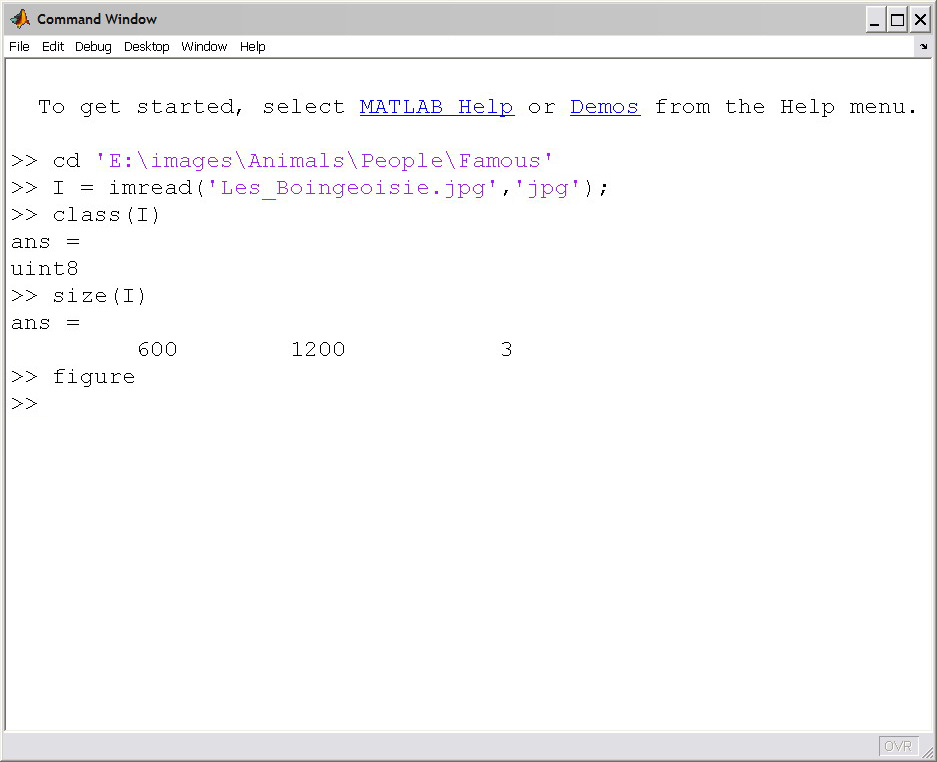 Command Window
File Edit Debug Desktop Window Help
To get started, select MATLAB Help or Demos from the Help menu.
>> cd 'E:\images\Animals\People\Famous'
>> I = imread('Les_Boingeoisie.jpg','jpg');
>> class(I)
ans =
uint8
>> size(I)
ans =
600 1200 3
>> figure
>>
OVR